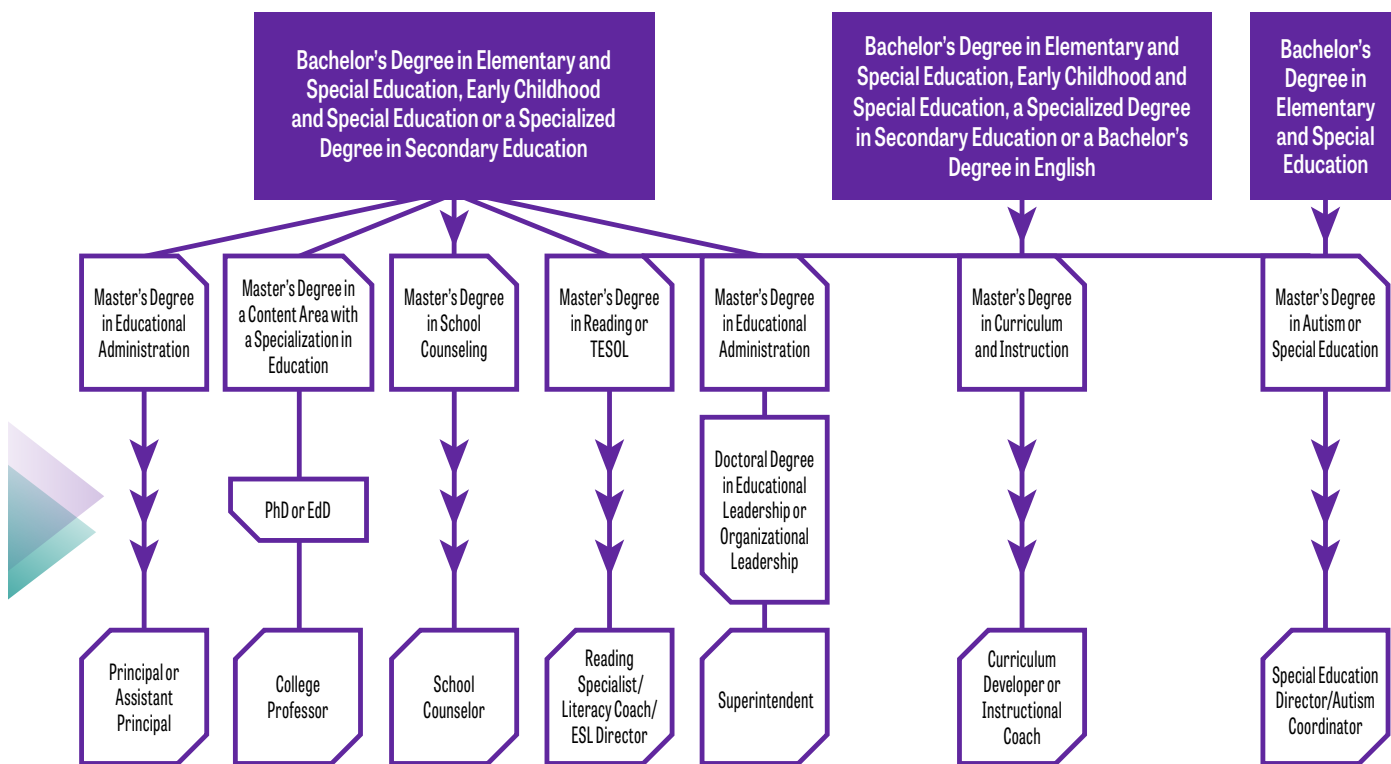 Bachelor's Degree in Elementary and
Special Education, Early Childhood
and Special Education or a Specialized
Degree in Secondary Education
Bachelor's Degree in Elementary and
Special Education, Early Childhood and
Special Education, a Specialized Degree
in Secondary Education or a Bachelor's
Degree in English
Bachelor's
Degree in
Elementary
and Special
Education
Master's Degree
in Educational
Administration
Master's Degree in
a Content Area with
a Specialization in
Education
Master's Degree
in School
Counseling
Master's Degree
in Reading or
TESOL
Master's Degree
in Educational
Administration
Master's Degree
in Curriculum
and Instruction
Master's Degree
in Autism or
Special Education
PhD or EdD
Doctoral Degree
in Educational
Leadership or
Organizational
Leadership
Principal or
Assistant
Principal
College
Professor
School
Counselor
Reading
Specialist/
Literacy Coach/
ESL Director
Superintendent
Curriculum
Developer or
Instructional
Coach
Special Education
Director/Autism
Coordinator